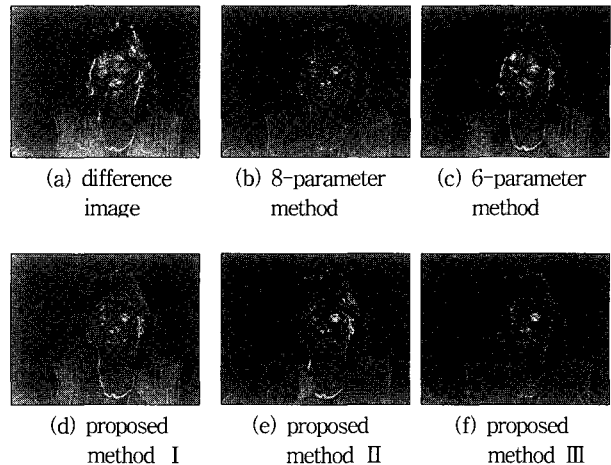 (a) difference image
(b) 8-parameter method
(c) 6-parameter method
(d) proposed method Ⅰ
(e) proposed method Ⅱ
(f) proposed method Ⅲ